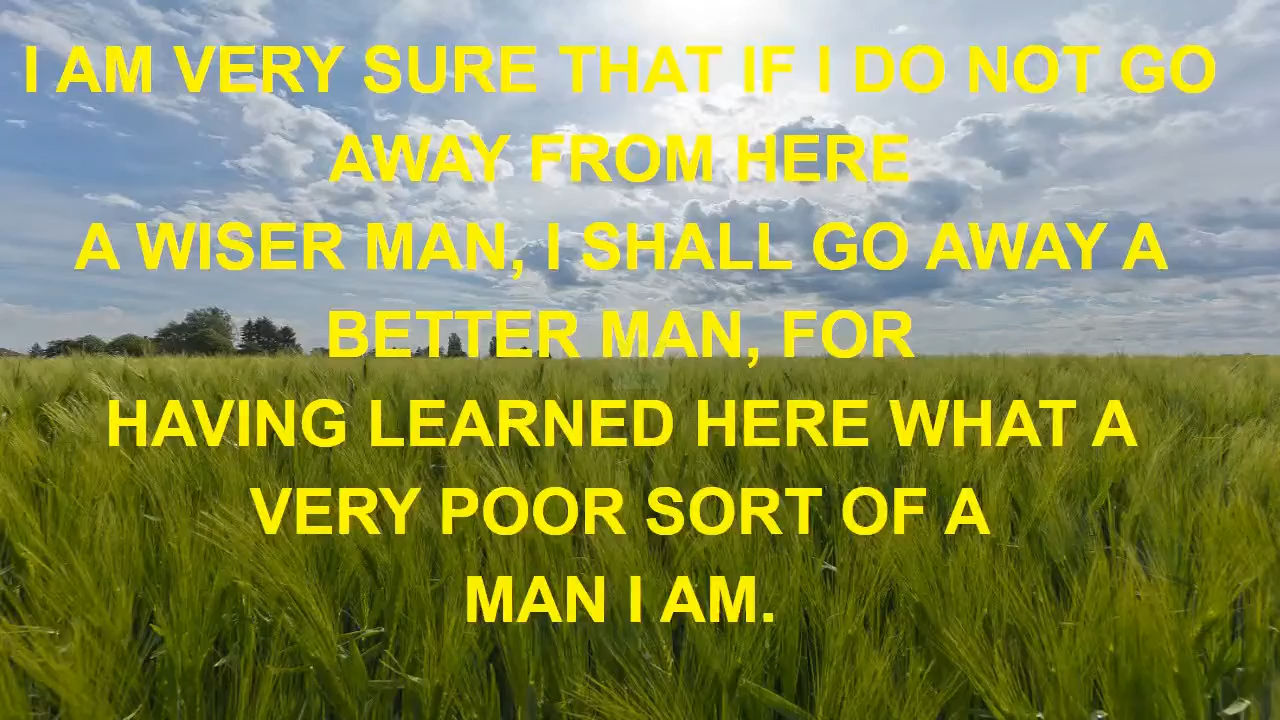 I AM VERY SURE THAT IF I DO NOT GO
AWAY FROM HERE
A WISER MAN, I SHALL GO AWAY A
BETTER MAN, FOR
HAVING LEARNED HERE WHAT A
VERY POOR SORT OF A
MAN I AM.